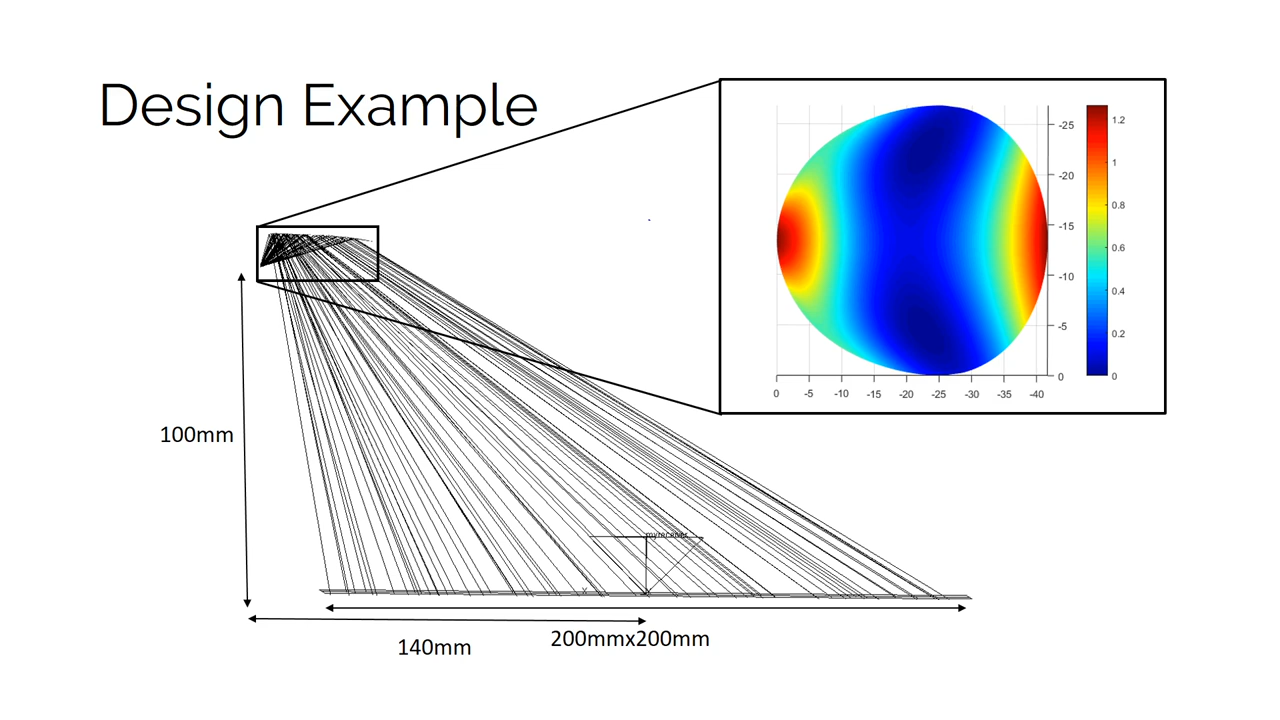 Design Example
-25
-20
-15
-10
-5
0
0 -5 -10 -15 -20 -25 -30 -35 -40
1.2
1
0.8
0.6
0.4
0.2
0
100mm
myreceiver
140mm
200mmx200mm